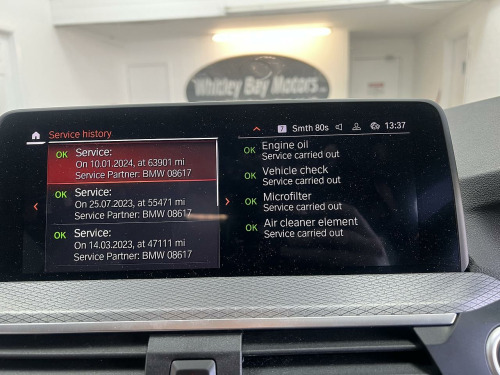 Whitley Bay Motors
Service history
7 Smth 80s 13:37
OK Service:
On 10.01.2024, at 63901 mi
Service Partner: BMW 08617
OK Service:
On 25.07.2023, at 55471 mi
Service Partner: BMW 08617
OK Service:
On 14.03.2023, at 47111 mi
Service Partner: BMW 08617
OK Engine oil
Service carried out
OK Vehicle check
Service carried out
OK Microfilter
Service carried out
OK Air cleaner element
Service carried out